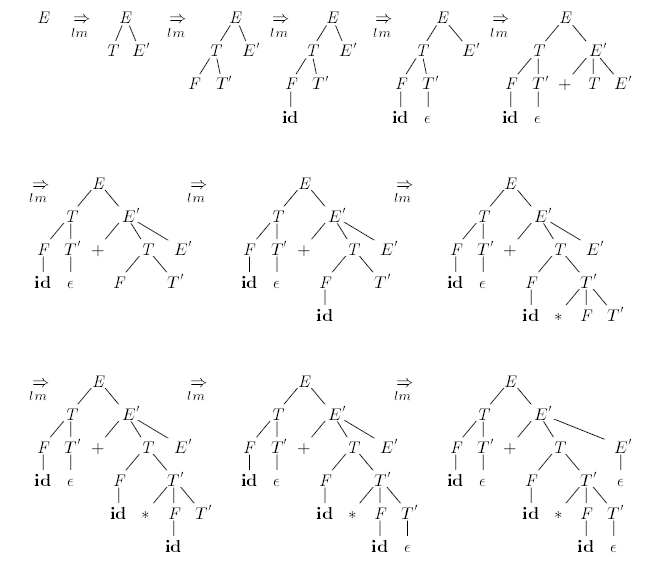 E ⇒ E ⇒ E ⇒ E ⇒ E ⇒ E
lm lm lm lm lm
T E′ T E′ T E′ T E′ T E′
F T′ F T′ F T′ F T′ + T E′
id id ϵ id ϵ
⇒ E ⇒ E ⇒ E
lm lm lm
T E′ T E′ T E′
F T′ + T E′ F T′ + T E′ F T′ + T E′
id ϵ F T′ id ϵ F T′ id ϵ F T′
id id * F T′
⇒ E ⇒ E ⇒ E
lm lm lm
T E′ T E′ T E′
F T′ + T E′ F T′ + T E′ F T′ + T E′
id ϵ F T′ id ϵ F T′ id ϵ F T′ ϵ
id * F T′ id * F T′ id * F T′
id id ϵ id ϵ